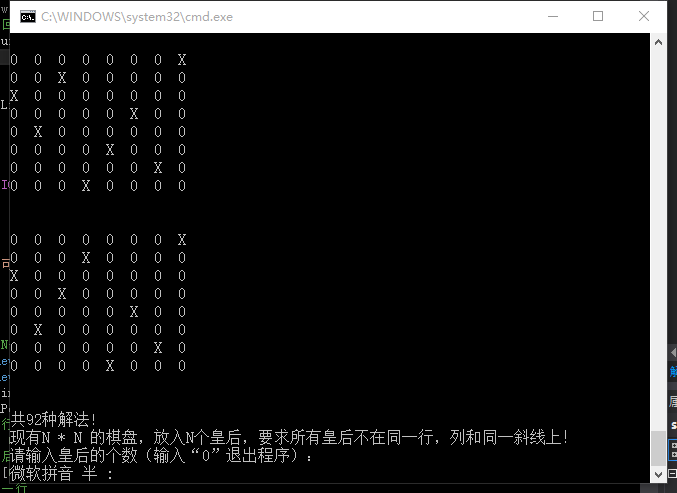 C:\WINDOWS\system32\cmd.exe
0 0 0 0 0 0 0 X
0 0 X 0 0 0 0 0
X 0 0 0 0 0 0 0
0 0 0 0 0 X 0 0
0 X 0 0 0 0 0 0
0 0 0 0 X 0 0 0
0 0 0 0 0 0 X 0
0 0 0 X 0 0 0 0
0 0 0 0 0 0 0 X
0 0 0 X 0 0 0 0
X 0 0 0 0 0 0 0
0 0 X 0 0 0 0 0
0 0 0 0 0 X 0 0
0 X 0 0 0 0 0 0
0 0 0 0 0 0 X 0
0 0 0 0 X 0 0 0
共92种解法!
现有N * N 的棋盘，放入N个皇后，要求所有皇后不在同一行，列和同一斜线上!
请输入皇后的个数（输入“0”退出程序）:
微软拼音 半 :
一行